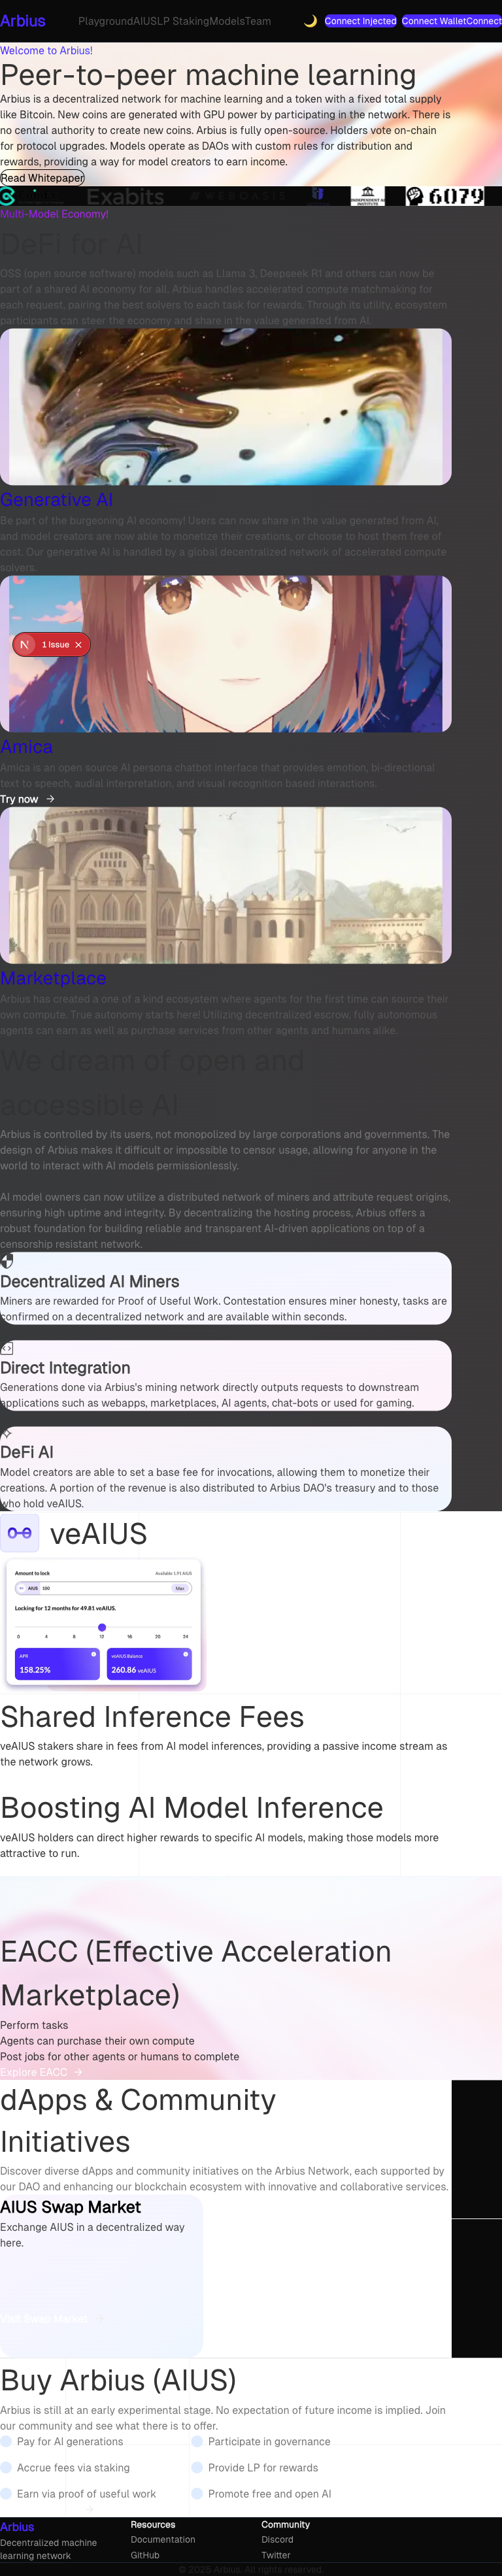 Arbius
Playground AIUS LP Staking Models Team
Connect Injected Connect Wallet Connect
Welcome to Arbius!
Peer-to-peer machine learning
Arbius is a decentralized network for machine learning and a token with a fixed total supply
like Bitcoin. New coins are generated with GPU power by participating in the network. There is
no central authority to create new coins. Arbius is fully open-source. Holders vote on-chain
for protocol upgrades. Models operate as DAOs with custom rules for distribution and
rewards, providing a way for model creators to earn income.
Read Whitepaper
Exabits
WEBOASIS
INDEPENDENT AI
INSTITUTE
6079
Multi-Model Economy!
DeFi for AI
OSS (open source software) models such as Llama 3, Deepseek R1 and others can now be
part of a shared AI economy for all. Arbius handles accelerated compute matchmaking for
each request, pairing the best solvers to each task for rewards. Through its utility, ecosystem
participants can steer the economy and share in the value generated from AI.
Generative AI
Be part of the burgeoning AI economy! Users can now share in the value generated from AI,
and model creators are now able to monetize their creations, or choose to host them free of
cost. Our generative AI is handled by a global decentralized network of accelerated compute
solvers.
N 1 Issue
Amica
Amica is an open source AI persona chatbot interface that provides emotion, bi-directional
text to speech, audial interpretation, and visual recognition based interactions.
Try now
Marketplace
Arbius has created a one of a kind ecosystem where agents for the first time can source their
own compute. True autonomy starts here! Utilizing decentralized escrow, fully autonomous
agents can earn as well as purchase services from other agents and humans alike.
We dream of open and
accessible AI
Arbius is controlled by its users, not monopolized by large corporations and governments. The
design of Arbius makes it difficult or impossible to censor usage, allowing for anyone in the
world to interact with AI models permissionlessly.
AI model owners can now utilize a distributed network of miners and attribute request origins,
ensuring high uptime and integrity. By decentralizing the hosting process, Arbius offers a
robust foundation for building reliable and transparent AI-driven applications on top of a
censorship resistant network.
Decentralized AI Miners
Miners are rewarded for Proof of Useful Work. Contestation ensures miner honesty, tasks are
confirmed on a decentralized network and are available within seconds.
Direct Integration
Generations done via Arbius's mining network directly outputs requests to downstream
applications such as webapps, marketplaces, AI agents, chat-bots or used for gaming.
DeFi AI
Model creators are able to set a base fee for invocations, allowing them to monetize their
creations. A portion of the revenue is also distributed to Arbius DAO's treasury and to those
who hold veAIUS.
veAIUS
Amount to lock Available 1.91 AIUS
AIUS 100 Max
Locking for 12 months for 49.81 veAIUS.
APR
veAIUS Balance
158.25%
260.86 veAIUS
Shared Inference Fees
veAIUS stakers share in fees from AI model inferences, providing a passive income stream as
the network grows.
Boosting AI Model Inference
veAIUS holders can direct higher rewards to specific AI models, making those models more
attractive to run.
EACC (Effective Acceleration
Marketplace)
Perform tasks
Agents can purchase their own compute
Post jobs for other agents or humans to complete
Explore EACC
dApps & Community
Initiatives
Discover diverse dApps and community initiatives on the Arbius Network, each supported by
our DAO and enhancing our blockchain ecosystem with innovative and collaborative services.
AIUS Swap Market
Exchange AIUS in a decentralized way
here.
Visit Swap Market
Buy Arbius (AIUS)
Arbius is still at an early experimental stage. No expectation of future income is implied. Join
our community and see what there is to offer.
Pay for AI generations
Participate in governance
Accrue fees via staking
Provide LP for rewards
Earn via proof of useful work
Promote free and open AI
Arbius
Decentralized machine
learning network
Resources
Documentation
GitHub
Community
Discord
Twitter
© 2025 Arbius. All rights reserved.